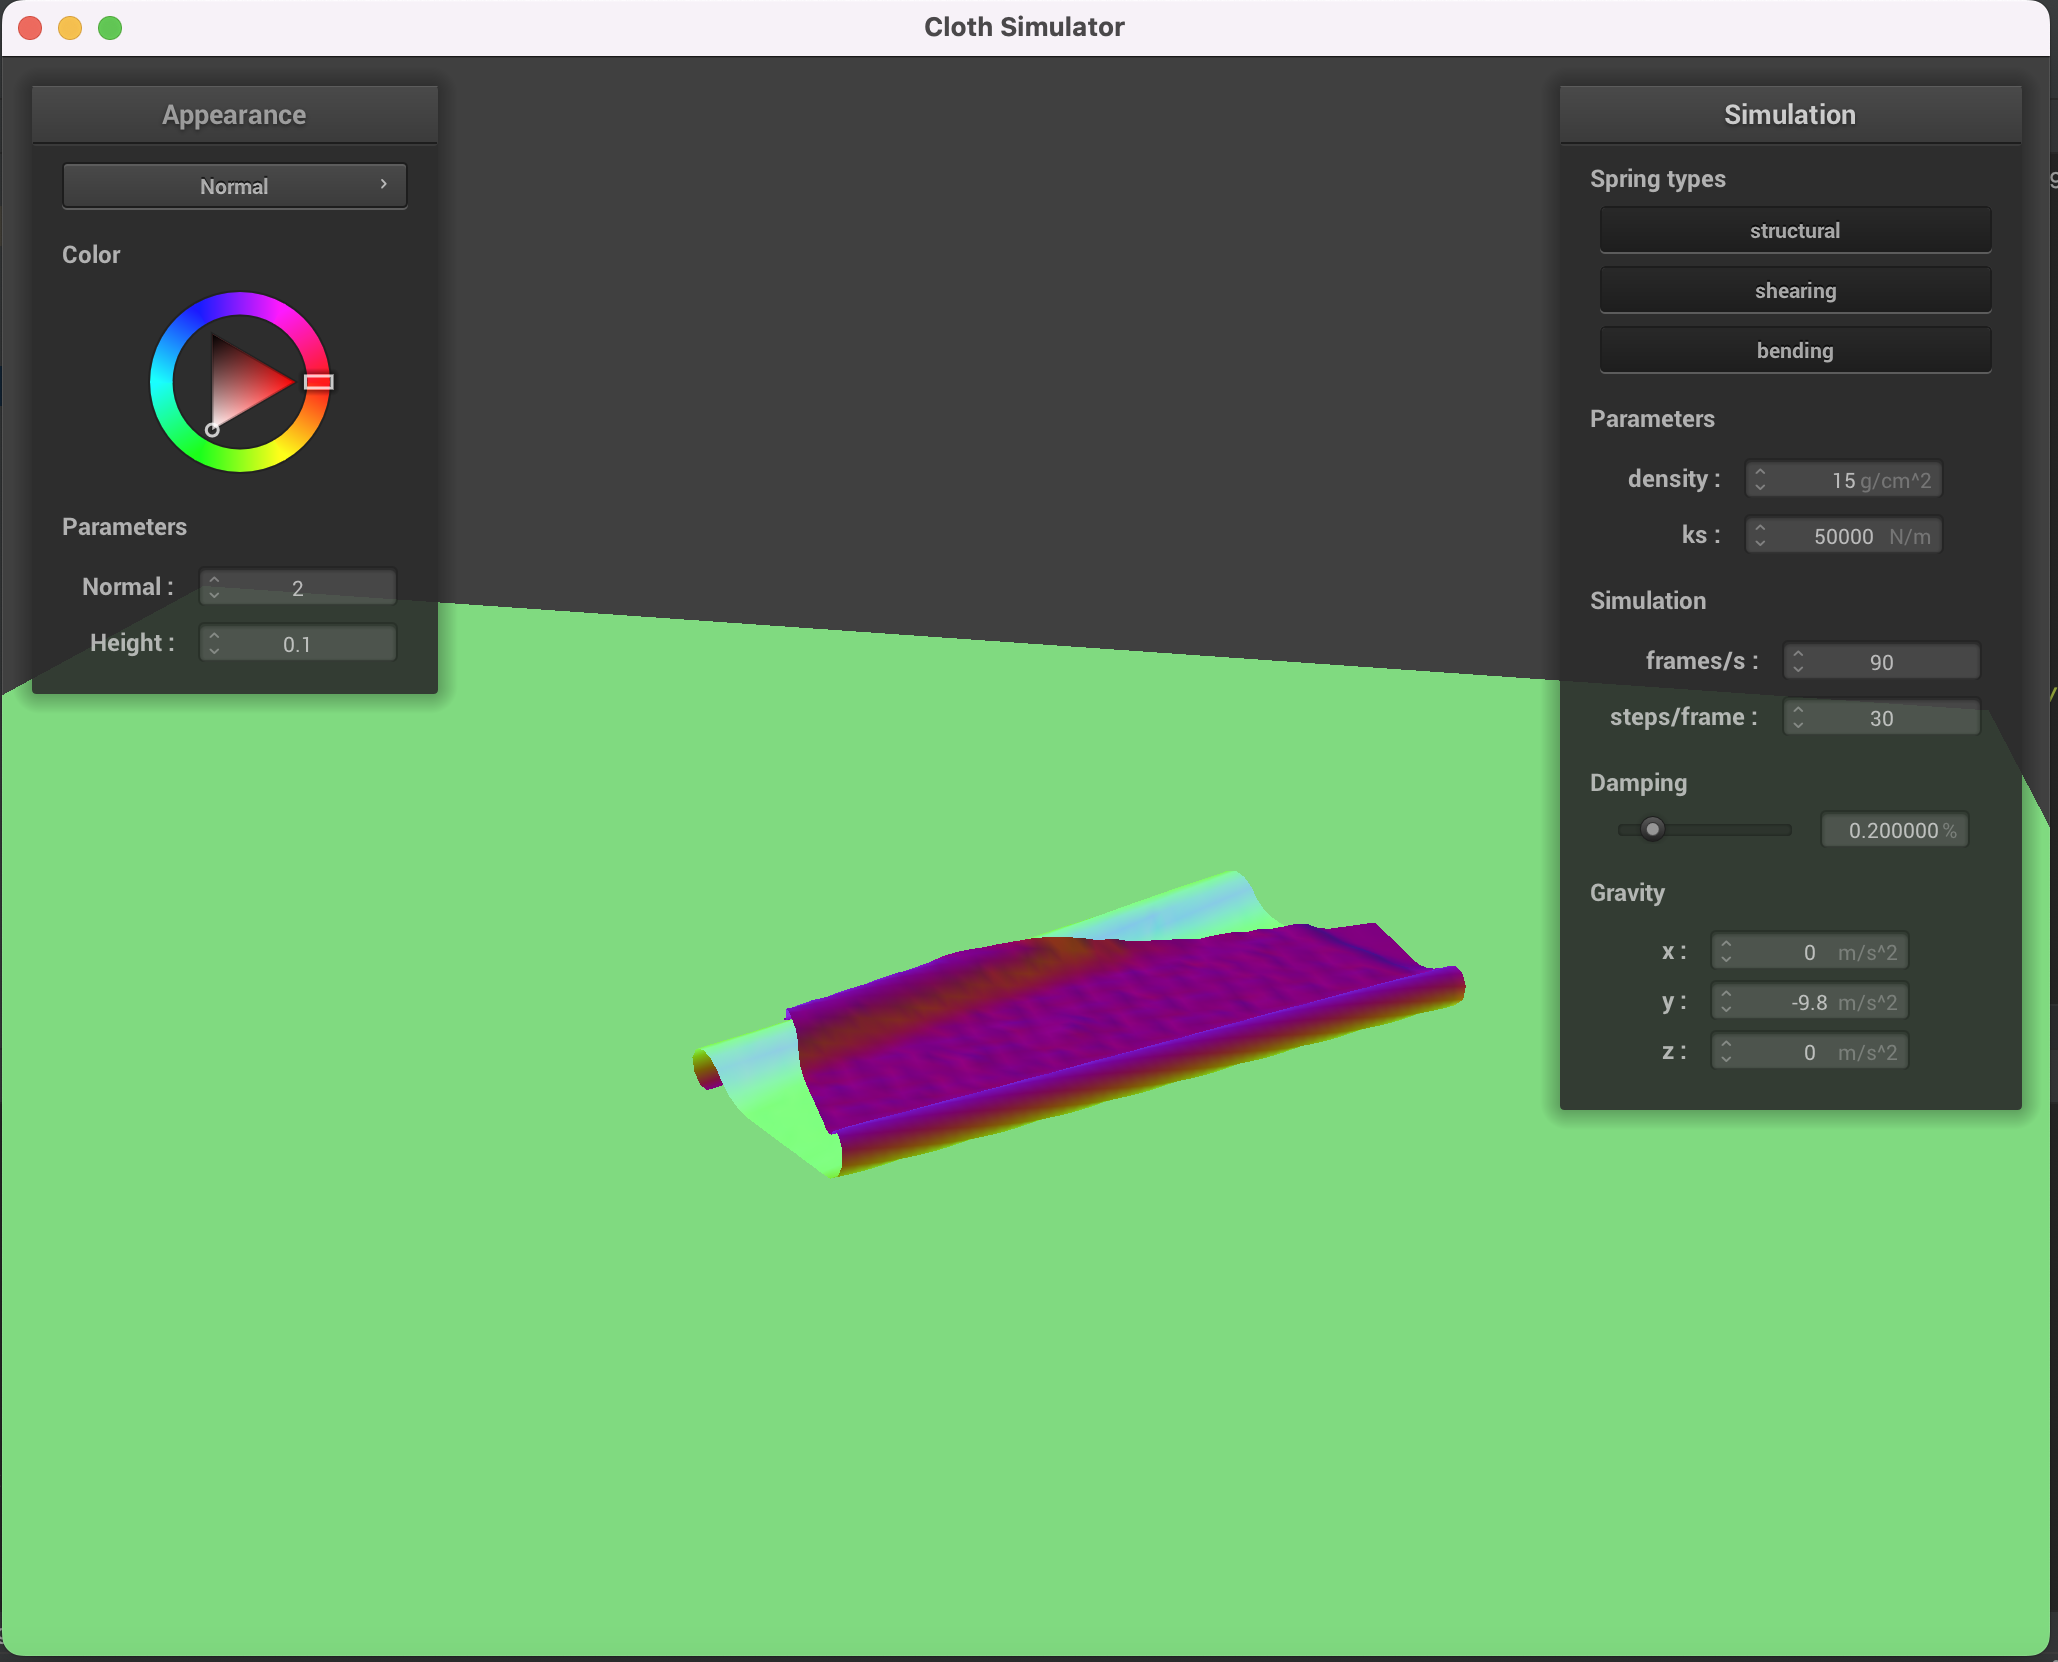 Cloth Simulator
Appearance
Normal
Color
Parameters
Normal : 2
Height : 0.1
Simulation
Spring types
structural
shearing
bending
Parameters
density : 15 g/cm^2
ks : 50000 N/m
Simulation
frames/s : 90
steps/frame : 30
Damping
0.200000 %
Gravity
x : 0 m/s^2
y : -9.8 m/s^2
z : 0 m/s^2